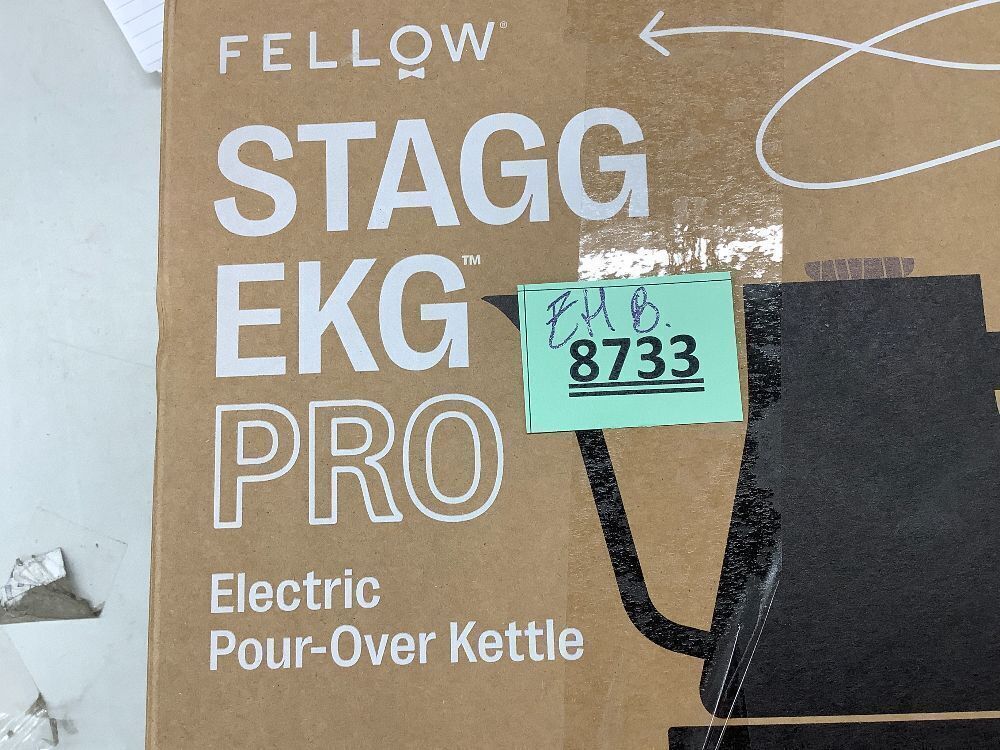 FELLOW®
STAGG
EKG™
PRO
EHB.
8733
Electric
Pour-Over Kettle